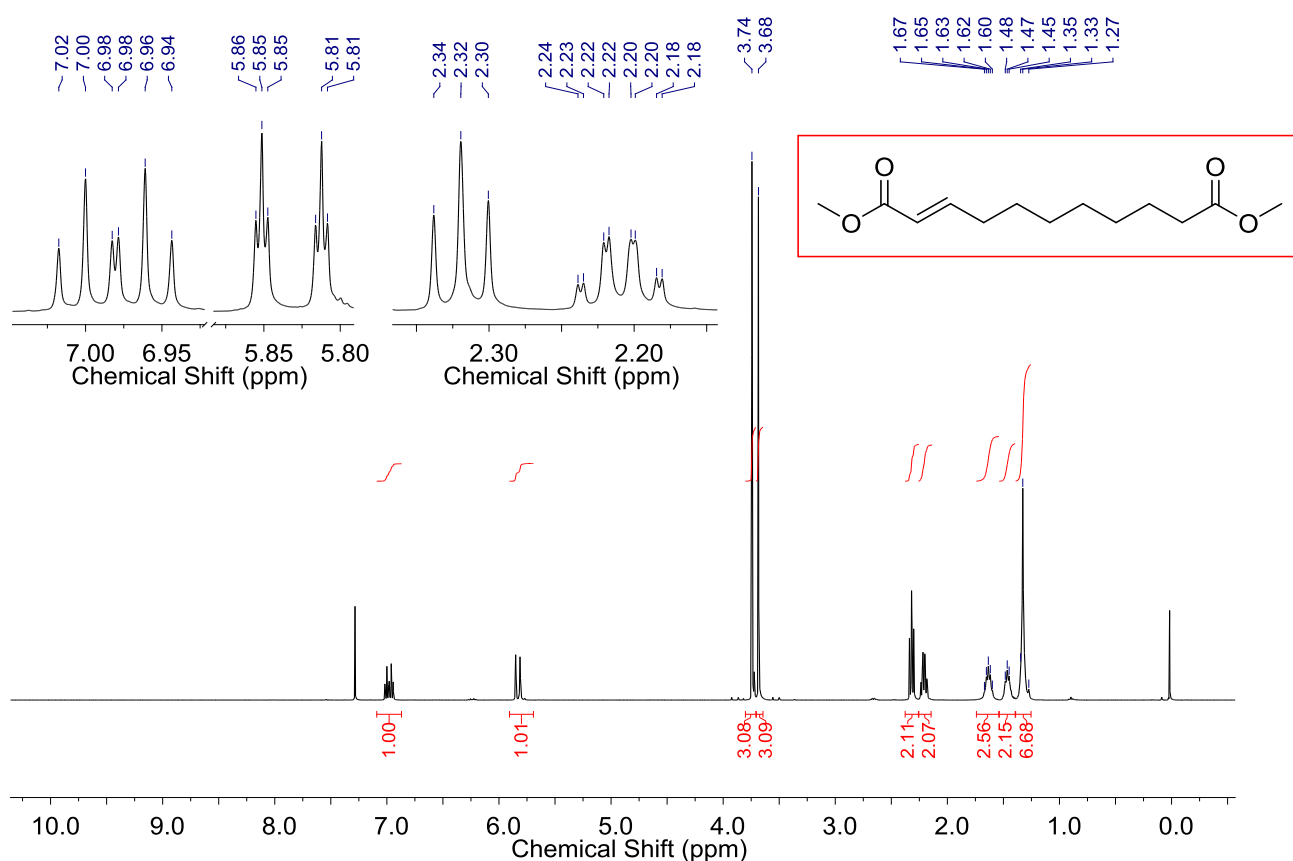 7.02 7.00 6.98 6.98 6.96 6.94 5.86 5.85 5.85 5.81 5.81 2.34 2.32 2.30 2.24 2.23 2.22 2.22 2.20 2.20 2.18 2.18 3.74 3.68 1.67 1.65 1.63 1.62 1.60 1.48 1.47 1.45 1.35 1.33 1.27
O O
O O
7.00 6.95 5.85 5.80
Chemical Shift (ppm)
2.30 2.20
Chemical Shift (ppm)
1.00 1.01 3.08 3.09 2.11 2.07 2.56 2.15 6.68
10.0 9.0 8.0 7.0 6.0 5.0 4.0 3.0 2.0 1.0 0.0
Chemical Shift (ppm)